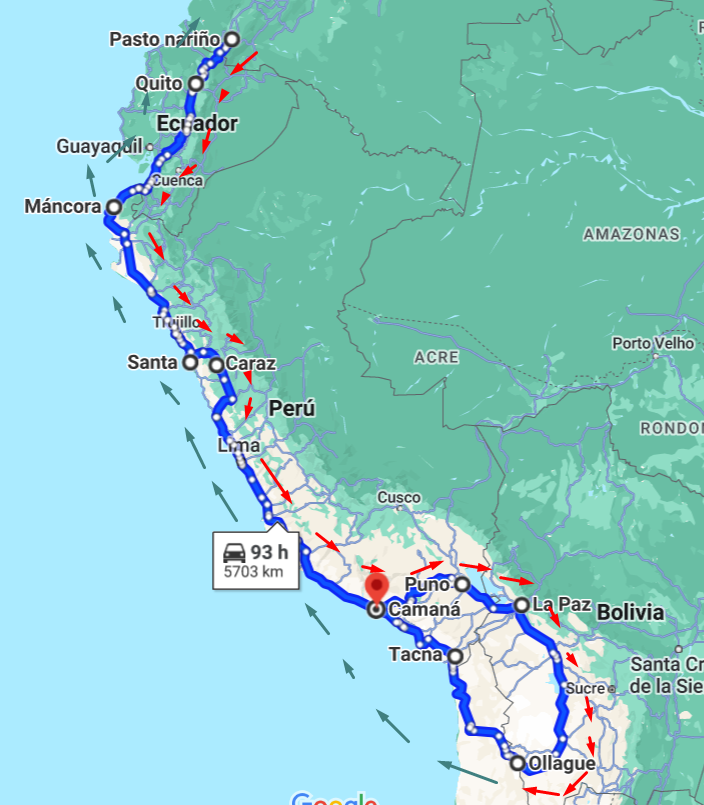 Pasto nariño
Quito
Ecuador
Guayaquil
Cuenca
Máncora
AMAZONAS
Trujillo
Porto Velho
Santa
Caraz
ACRE
Perú
RONDO
Lima
Cusco
93 h
5703 km
Puno
Camaná
La Paz
Bolivia
Tacna
Santa Cr
de la Sie
Sucre
Ollague
Google